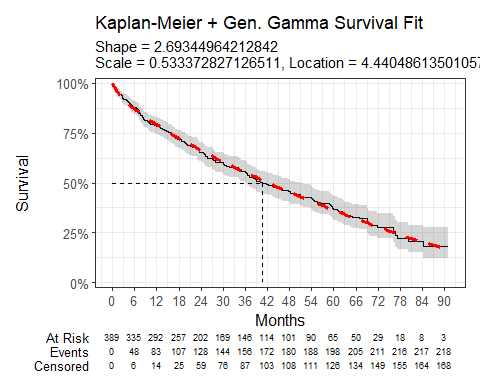 Kaplan-Meier + Gen. Gamma Survival Fit
Shape = 2.69344964212842
Scale = 0.533372827126511, Location = 4.44048613501057
100%
75%
50%
25%
0%
Survival
0 6 12 18 24 30 36 42 48 54 60 66 72 78 84 90
Months
At Risk 389 335 292 257 202 169 146 114 101 90 65 50 29 18 8 3
Events 0 48 83 107 128 144 156 172 180 188 198 205 211 216 217 218
Censored 0 6 14 25 59 76 87 103 108 111 126 134 149 155 164 168